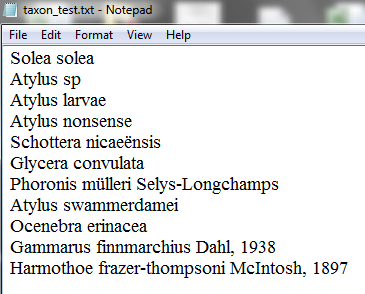 taxon_test.txt - Notepad
File Edit Format View Help
Solea solea
Atylus sp
Atylus larvae
Atylus nonsense
Schottera nicaeënsis
Glycera convulata
Phoronis mülleri Selys-Longchamps
Atylus swammerdamei
Ocenebra erinacea
Gammarus finnmarchius Dahl, 1938
Harmothoe frazer-thompsoni McIntosh, 1897